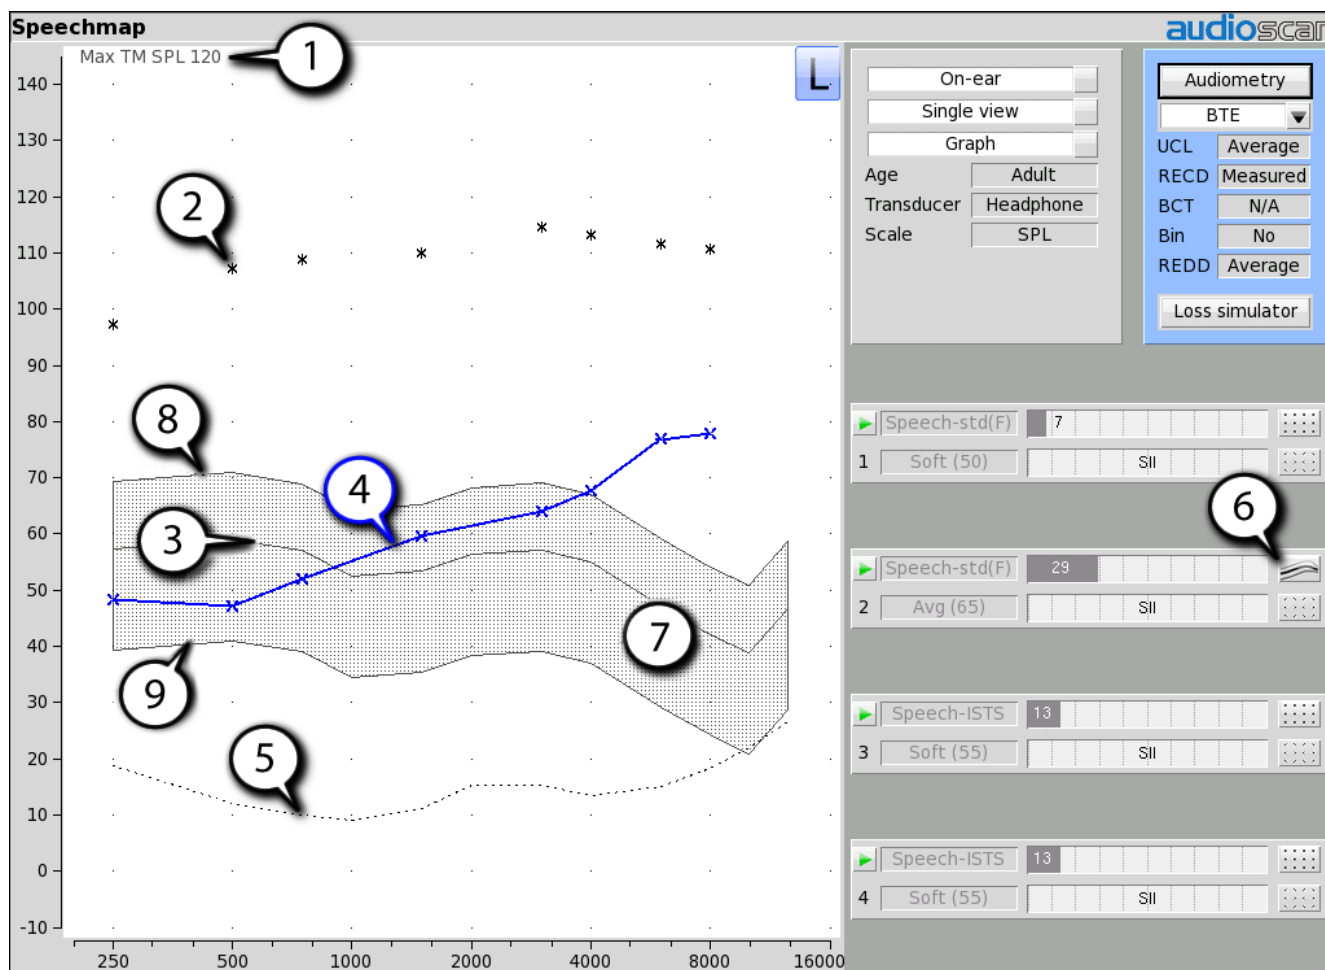 Speechmap
audioscan
Max TM SPL 120
1
L
140
130
120
110
100
90
80
70
60
50
40
30
20
10
0
-10
250
500
1000
2000
4000
8000
16000
2
8
4
3
7
9
5
6
On-ear
Single view
Graph
Age Adult
Transducer Headphone
Scale SPL
Audiometry
BTE
UCL Average
RECD Measured
BCT N/A
Bin No
REDD Average
Loss simulator
Speech-std(F) 7
1 Soft (50) SII
Speech-std(F) 29
2 Avg (65) SII
Speech-ISTS 13
3 Soft (55) SII
Speech-ISTS 13
4 Soft (55) SII